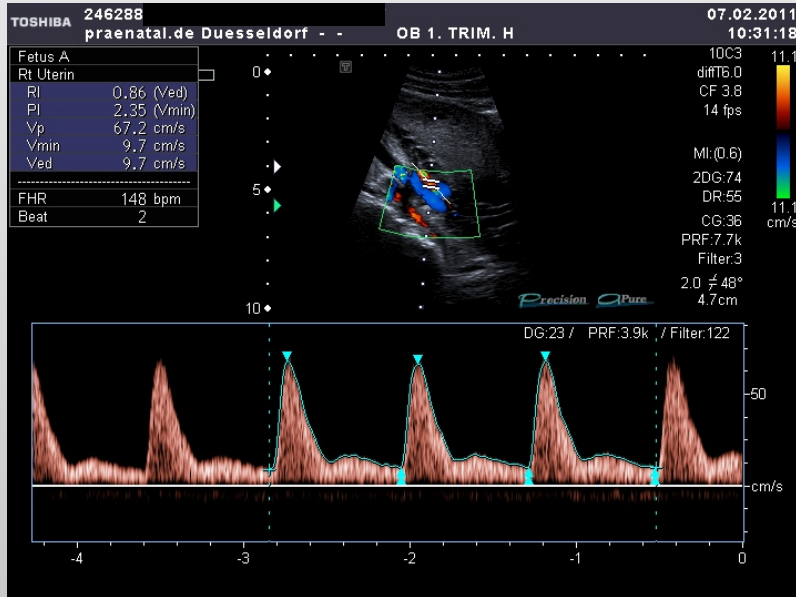 TOSHIBA 246288 07.02.2011
praenatal.de Duesseldorf - - OB 1. TRIM. H 10:31:18
Fetus A
Rt Uterin
RI 0.86 (Ved)
PI 2.35 (Vmin)
Vp 67.2 cm/s
Vmin 9.7 cm/s
Ved 9.7 cm/s
FHR 148 bpm
Beat 2
T
0
5
10
10C3
diffT6.0
CF 3.8
14 fps
MI:(0.6)
2DG:74
DR:55
CG:36
PRF:7.7k
Filter:3
2.0 ≠ 48°
4.7cm
11.1
11.1
cm/s
Precision APure
DG:23 / PRF:3.9k / Filter:122
50
cm/s
-4 -3 -2 -1 0